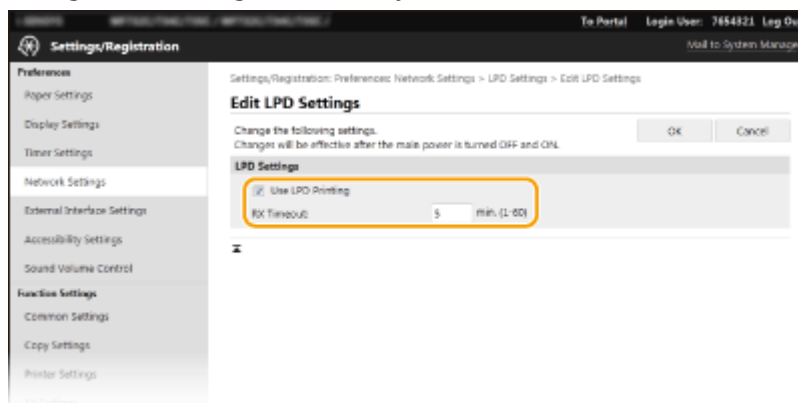 To Portal Login User: 7654321 Log Ou
Settings/Registration
Mail to System Manage
Preferences
Paper Settings
Display Settings
Timer Settings
Network Settings
External Interface Settings
Accessibility Settings
Sound Volume Control
Function Settings
Common Settings
Copy Settings
Printer Settings
Settings/Registration: Preferences: Network Settings > LPD Settings > Edit LPD Settings
Edit LPD Settings
Change the following settings.
Changes will be effective after the main power is turned OFF and ON.
OK Cancel
LPD Settings
Use LPD Printing
RX Timeout: 5 min. (1-60)